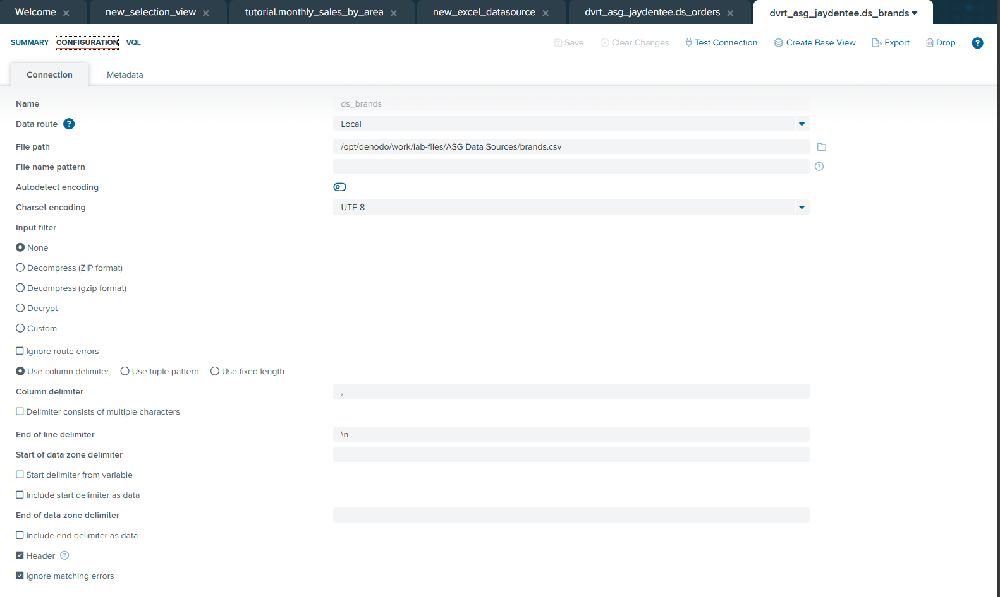 Welcome new_selection_view tutorial.monthly_sales_by_area new_excel_datasource dvrt_asg_jaydentee.ds_orders dvrt_asg_jaydentee.ds_brands
SUMMARY CONFIGURATION VQL Save Clear Changes Test Connection Create Base View Export Drop ?
Connection Metadata
Name ds_brands
Data route ? Local
File path /opt/denodo/work/lab-files/ASG Data Sources/brands.csv
File name pattern ?
Autodetect encoding
Charset encoding UTF-8
Input filter
None
Decompress (ZIP format)
Decompress (gzip format)
Decrypt
Custom
Ignore route errors
Use column delimiter Use tuple pattern Use fixed length
Column delimiter ,
Delimiter consists of multiple characters
End of line delimiter \n
Start of data zone delimiter
Start delimiter from variable
Include start delimiter as data
End of data zone delimiter
Include end delimiter as data
Header ?
Ignore matching errors